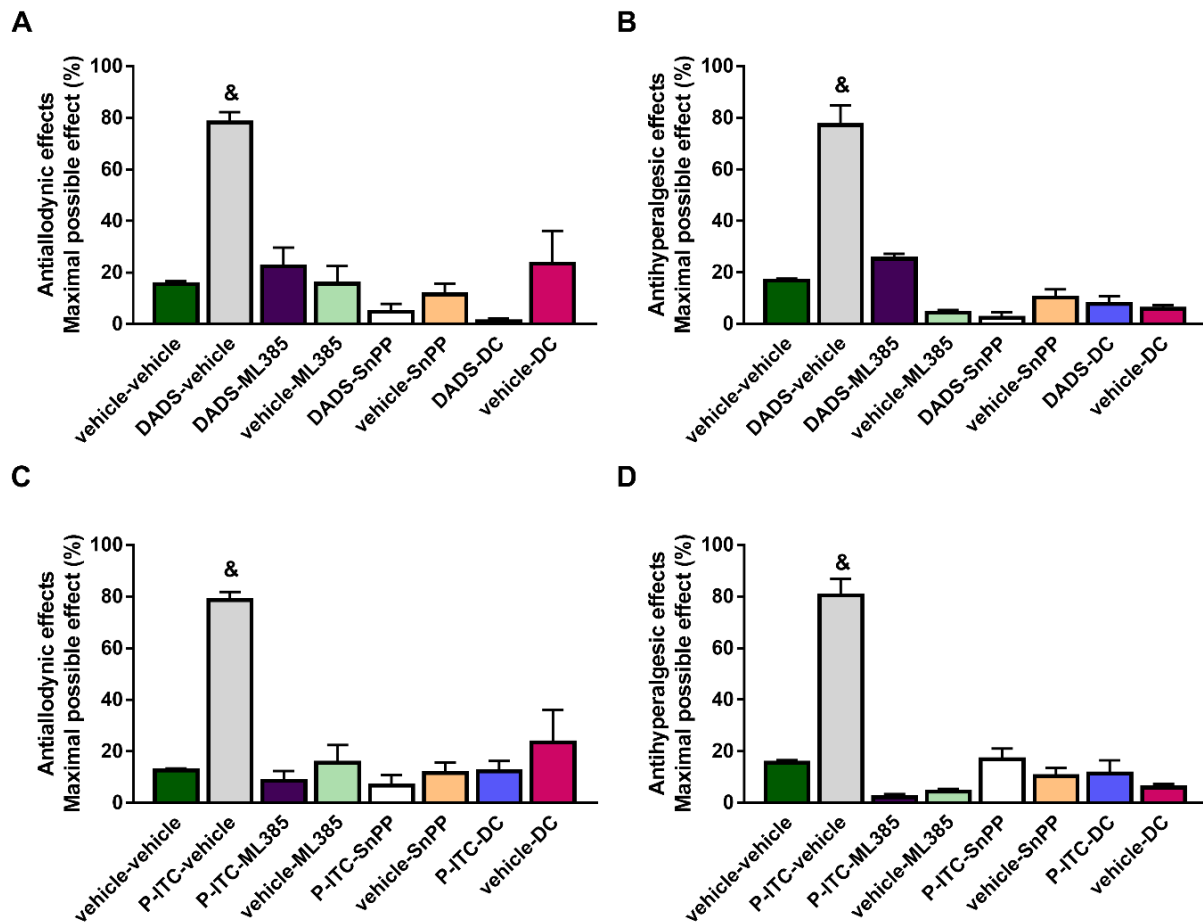 A
Antiallodynic effects
Maximal possible effect (%)
100
80
60
40
20
0
&
vehicle-vehicle
DADS-vehicle
DADS-ML385
vehicle-ML385
DADS-SnPP
vehicle-SnPP
DADS-DC
vehicle-DC
B
Antihyperalgesic effects
Maximal possible effect (%)
100
80
60
40
20
0
&
vehicle-vehicle
DADS-vehicle
DADS-ML385
vehicle-ML385
DADS-SnPP
vehicle-SnPP
DADS-DC
vehicle-DC
C
Antiallodynic effects
Maximal possible effect (%)
100
80
60
40
20
0
&
vehicle-vehicle
P-ITC-vehicle
P-ITC-ML385
vehicle-ML385
P-ITC-SnPP
vehicle-SnPP
P-ITC-DC
vehicle-DC
D
Antihyperalgesic effects
Maximal possible effect (%)
100
80
60
40
20
0
&
vehicle-vehicle
P-ITC-vehicle
P-ITC-ML385
vehicle-ML385
P-ITC-SnPP
vehicle-SnPP
P-ITC-DC
vehicle-DC